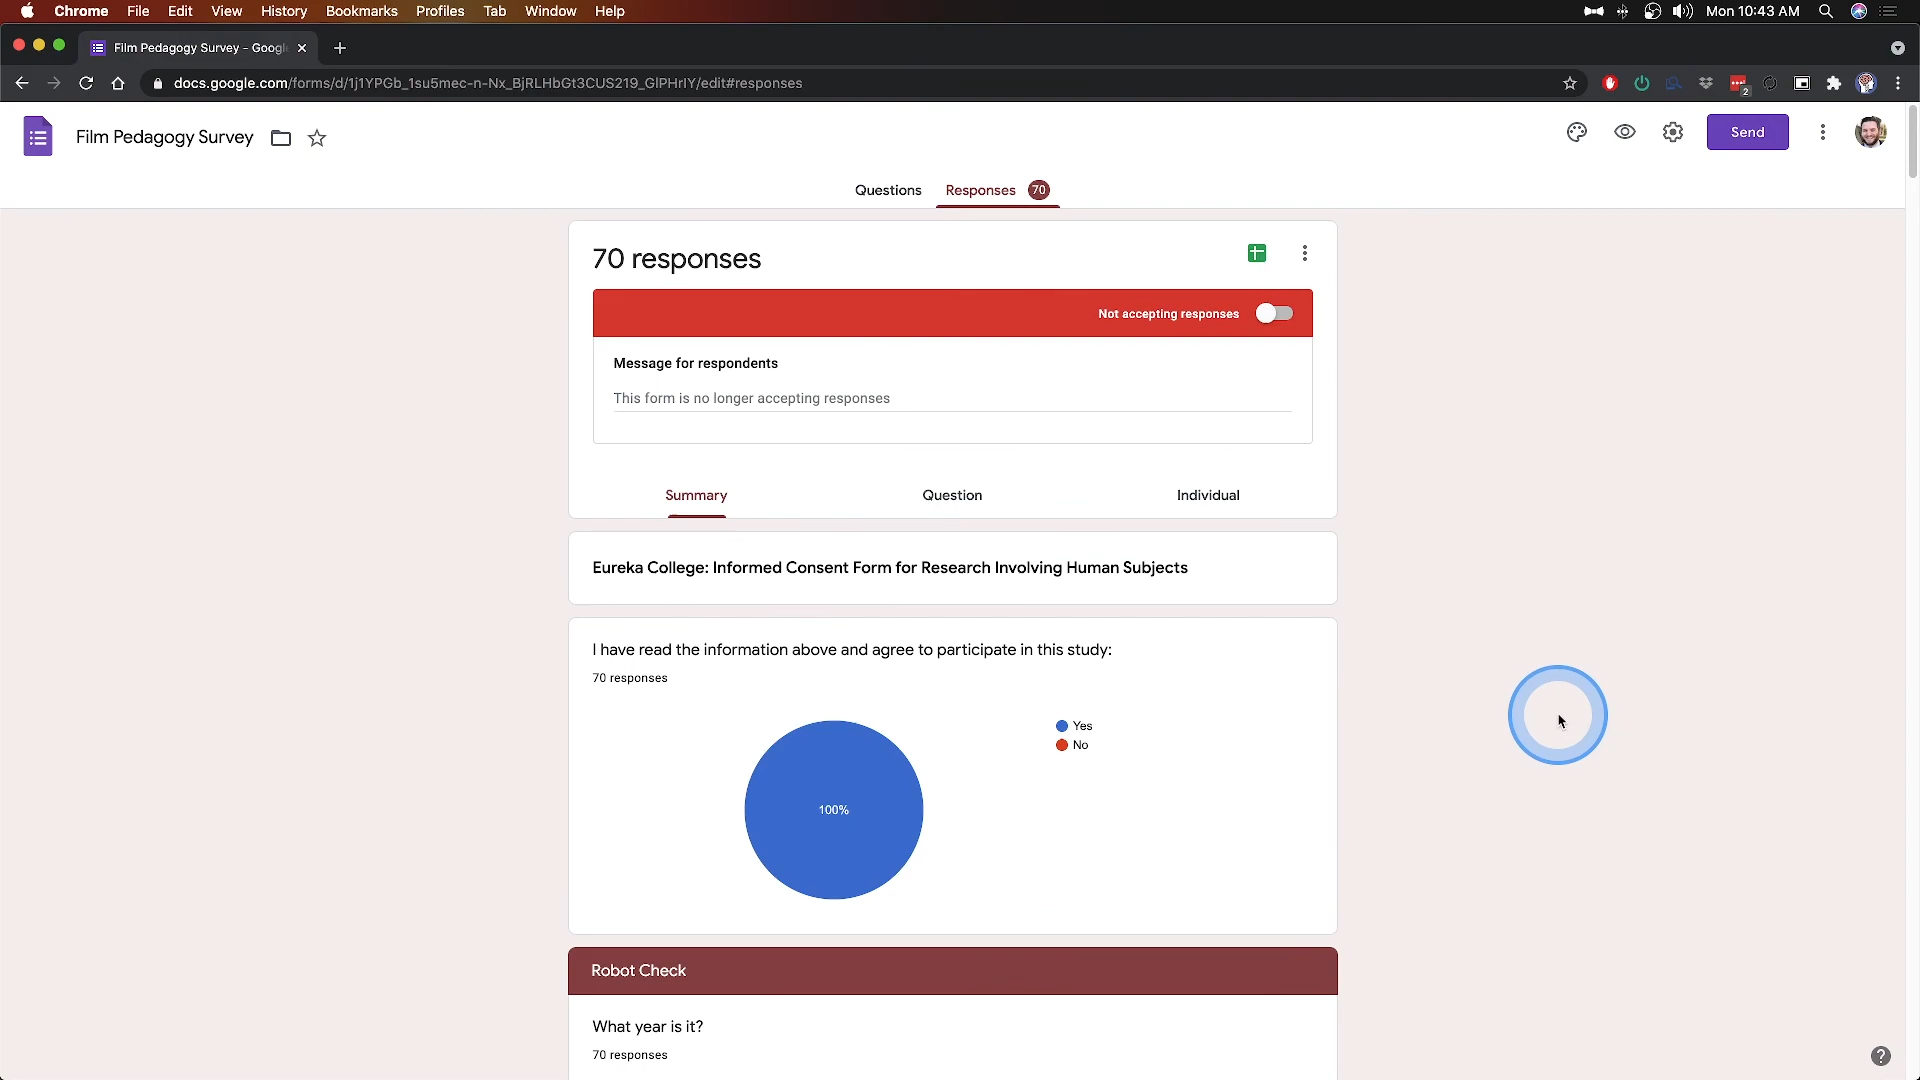 Chrome File Edit View History Bookmarks Profiles Tab Window Help Mon 10:43 AM
Film Pedagogy Survey - Google
docs.google.com/forms/d/1j1YPGb_1su5mec-n-Nx_BjRLHbGt3CUS219_GlPHrlY/edit#responses
2
Film Pedagogy Survey
Send
Questions Responses 70
70 responses
Not accepting responses
Message for respondents
This form is no longer accepting responses
Summary Question Individual
Eureka College: Informed Consent Form for Research Involving Human Subjects
I have read the information above and agree to participate in this study:
70 responses
Yes
No
100%
Robot Check
What year is it?
70 responses